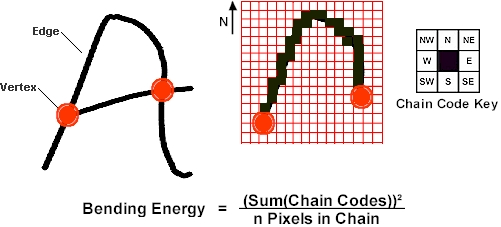 Edge
Vertex
N
NW N NE
W E
SW S SE
Chain Code Key
Bending Energy = (Sum(Chain Codes))²
n Pixels in Chain